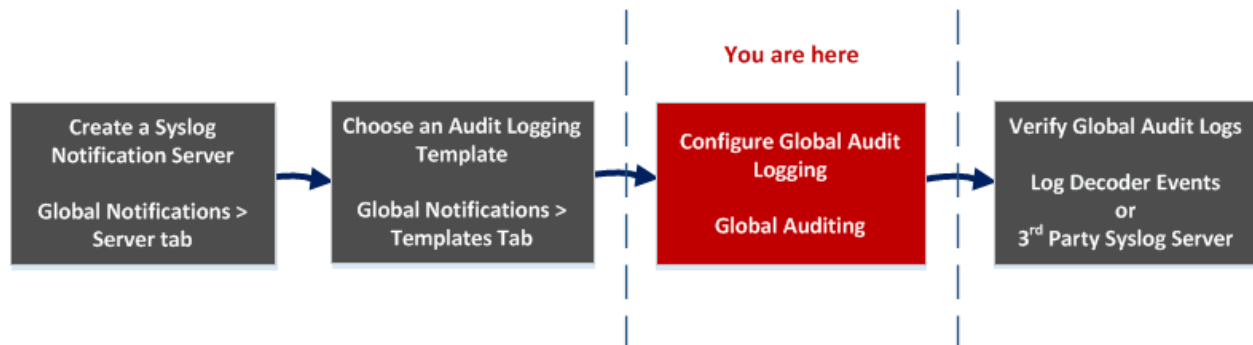 You are here
Create a Syslog
Notification Server
Global Notifications >
Server tab
Choose an Audit Logging
Template
Global Notifications >
Templates Tab
Configure Global Audit
Logging
Global Auditing
Verify Global Audit Logs
Log Decoder Events
or
3rd Party Syslog Server